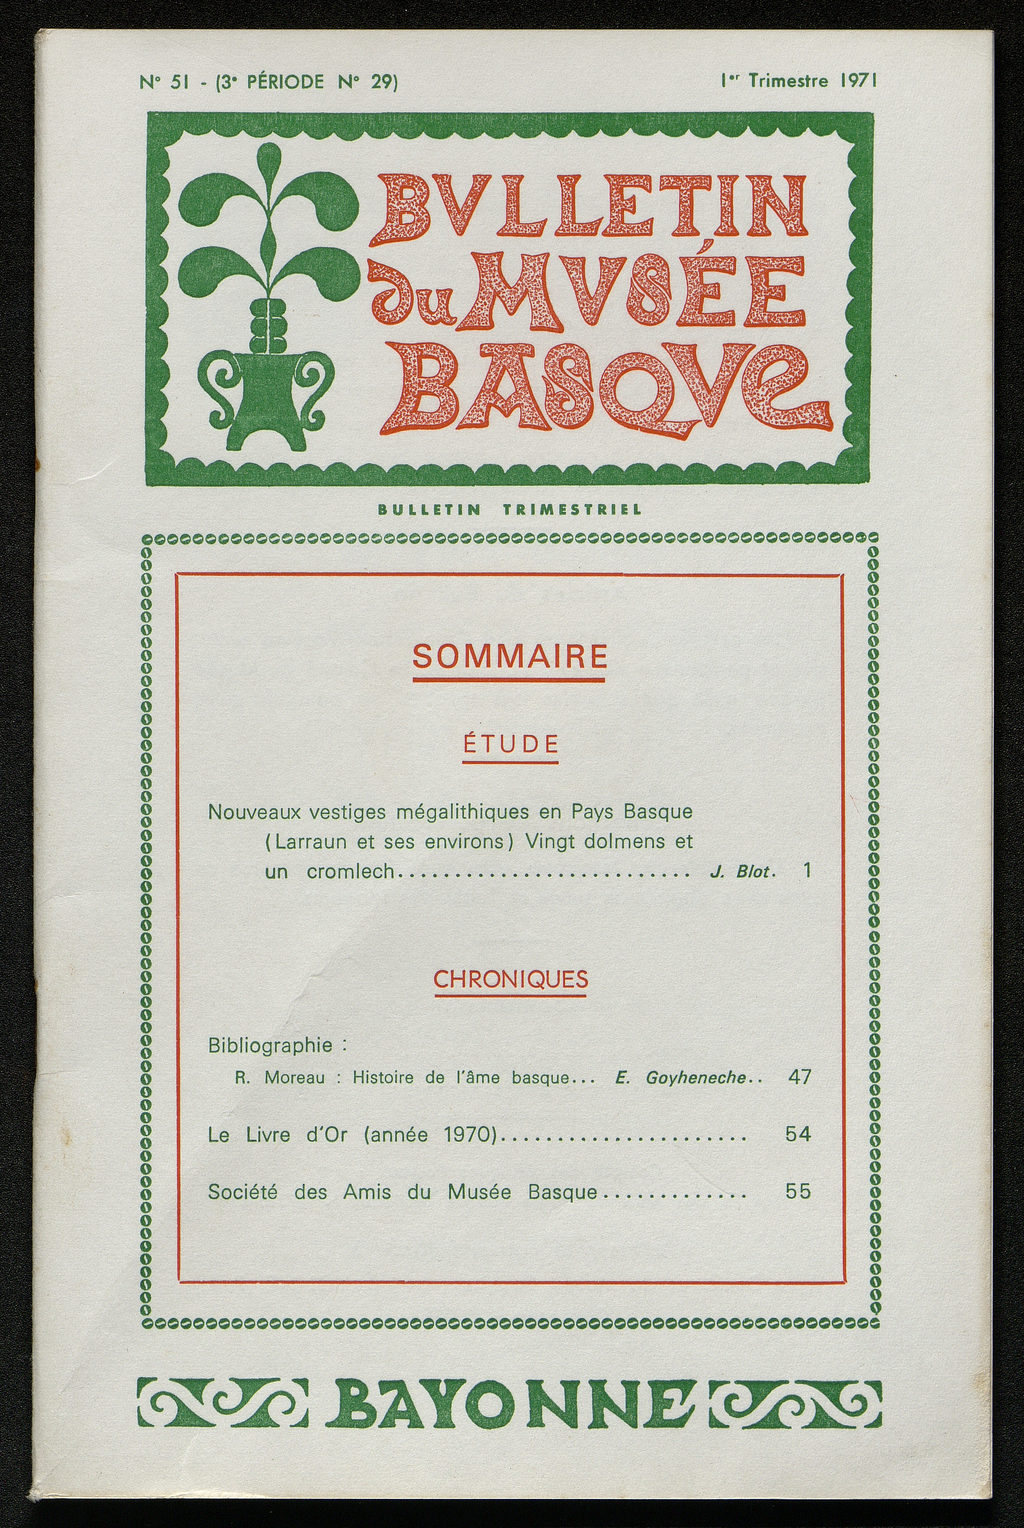 N° 51 - (3e PÉRIODE N° 29)
1er Trimestre 1971
BVLLETIN
du MVSÉE
BASQVE
BULLETIN TRIMESTRIEL
SOMMAIRE
ÉTUDE
Nouveaux vestiges mégalithiques en Pays Basque
(Larraun et ses environs) Vingt dolmens et
un cromlech............................ J. Blot. 1
CHRONIQUES
Bibliographie :
R. Moreau : Histoire de l'âme basque... E. Goyheneche.. 47
Le Livre d'Or (année 1970)....................... 54
Société des Amis du Musée Basque............. 55
BAYONNE